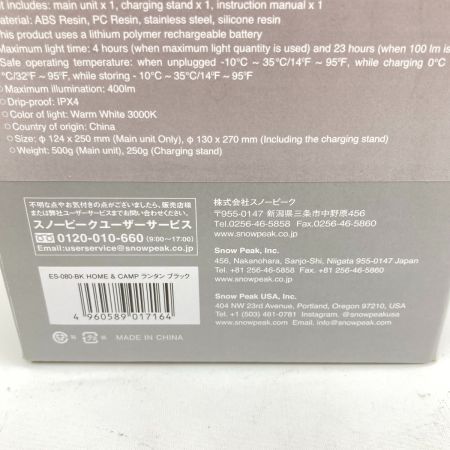 it includes: main unit x 1, charging stand x 1, instruction manual x 1
Material: ABS Resin, PC Resin, stainless steel, silicone resin
This product uses a lithium polymer rechargeable battery
Maximum light time: 4 hours (when maximum light quantity is used) and 23 hours (when 100 lm is
Safe operating temperature: when unplugged -10°C ~ 35°C/14°F ~ 95°F, while charging 0°C
°C/32°F ~ 95°F, while storing - 10°C ~ 35°C/14°F ~ 95°F
○ Maximum illumination: 400lm
○ Drip-proof: IPX4
○ Color of light: Warm White 3000K
○ Country of origin: China
○ Size: φ 124 x 250 mm (Main unit Only), φ 130 x 270 mm (Including the charging stand)
○ Weight: 500g (Main unit), 250g (Charging stand)
不明な点やお気付きの点がございましたら、販売店様
または弊社ユーザーサービスまでお問い合わせください。
スノーピークユーザーサービス
0120-010-660 (9:00〜17:00)
Email:userservice@snowpeak.co.jp
ES-080-BK HOME & CAMP ランタン ブラック
4 960589 017164
MADE IN CHINA
株式会社スノーピーク
〒955-0147 新潟県三条市中野原456
Tel.0256-46-5858 Fax.0256-46-5860
snowpeak.co.jp
Snow Peak, Inc.
456, Nakanohara, Sanjo-Shi, Niigata 955-0147 Japan
Tel. +81 256-46-5858 Fax. +81 256-46-5860
snowpeak.co.jp
Snow Peak USA, Inc.
404 NW 23rd Avenue, Portland, Oregon 97210, USA
Tel. +1 (503) 481-0781 Instagram. @snowpeakusa
snowpeak.com Email. info@snowpeak.com